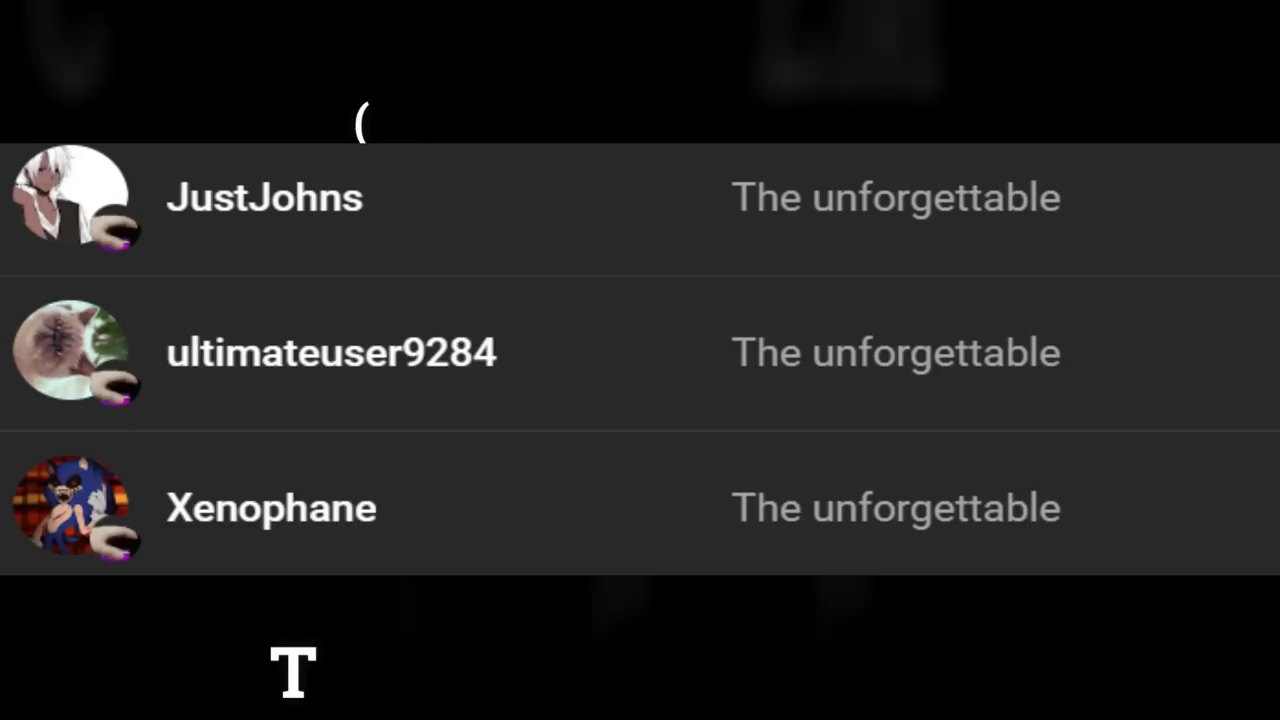 (
JustJohns The unforgettable
ultimateuser9284 The unforgettable
Xenophane The unforgettable
T